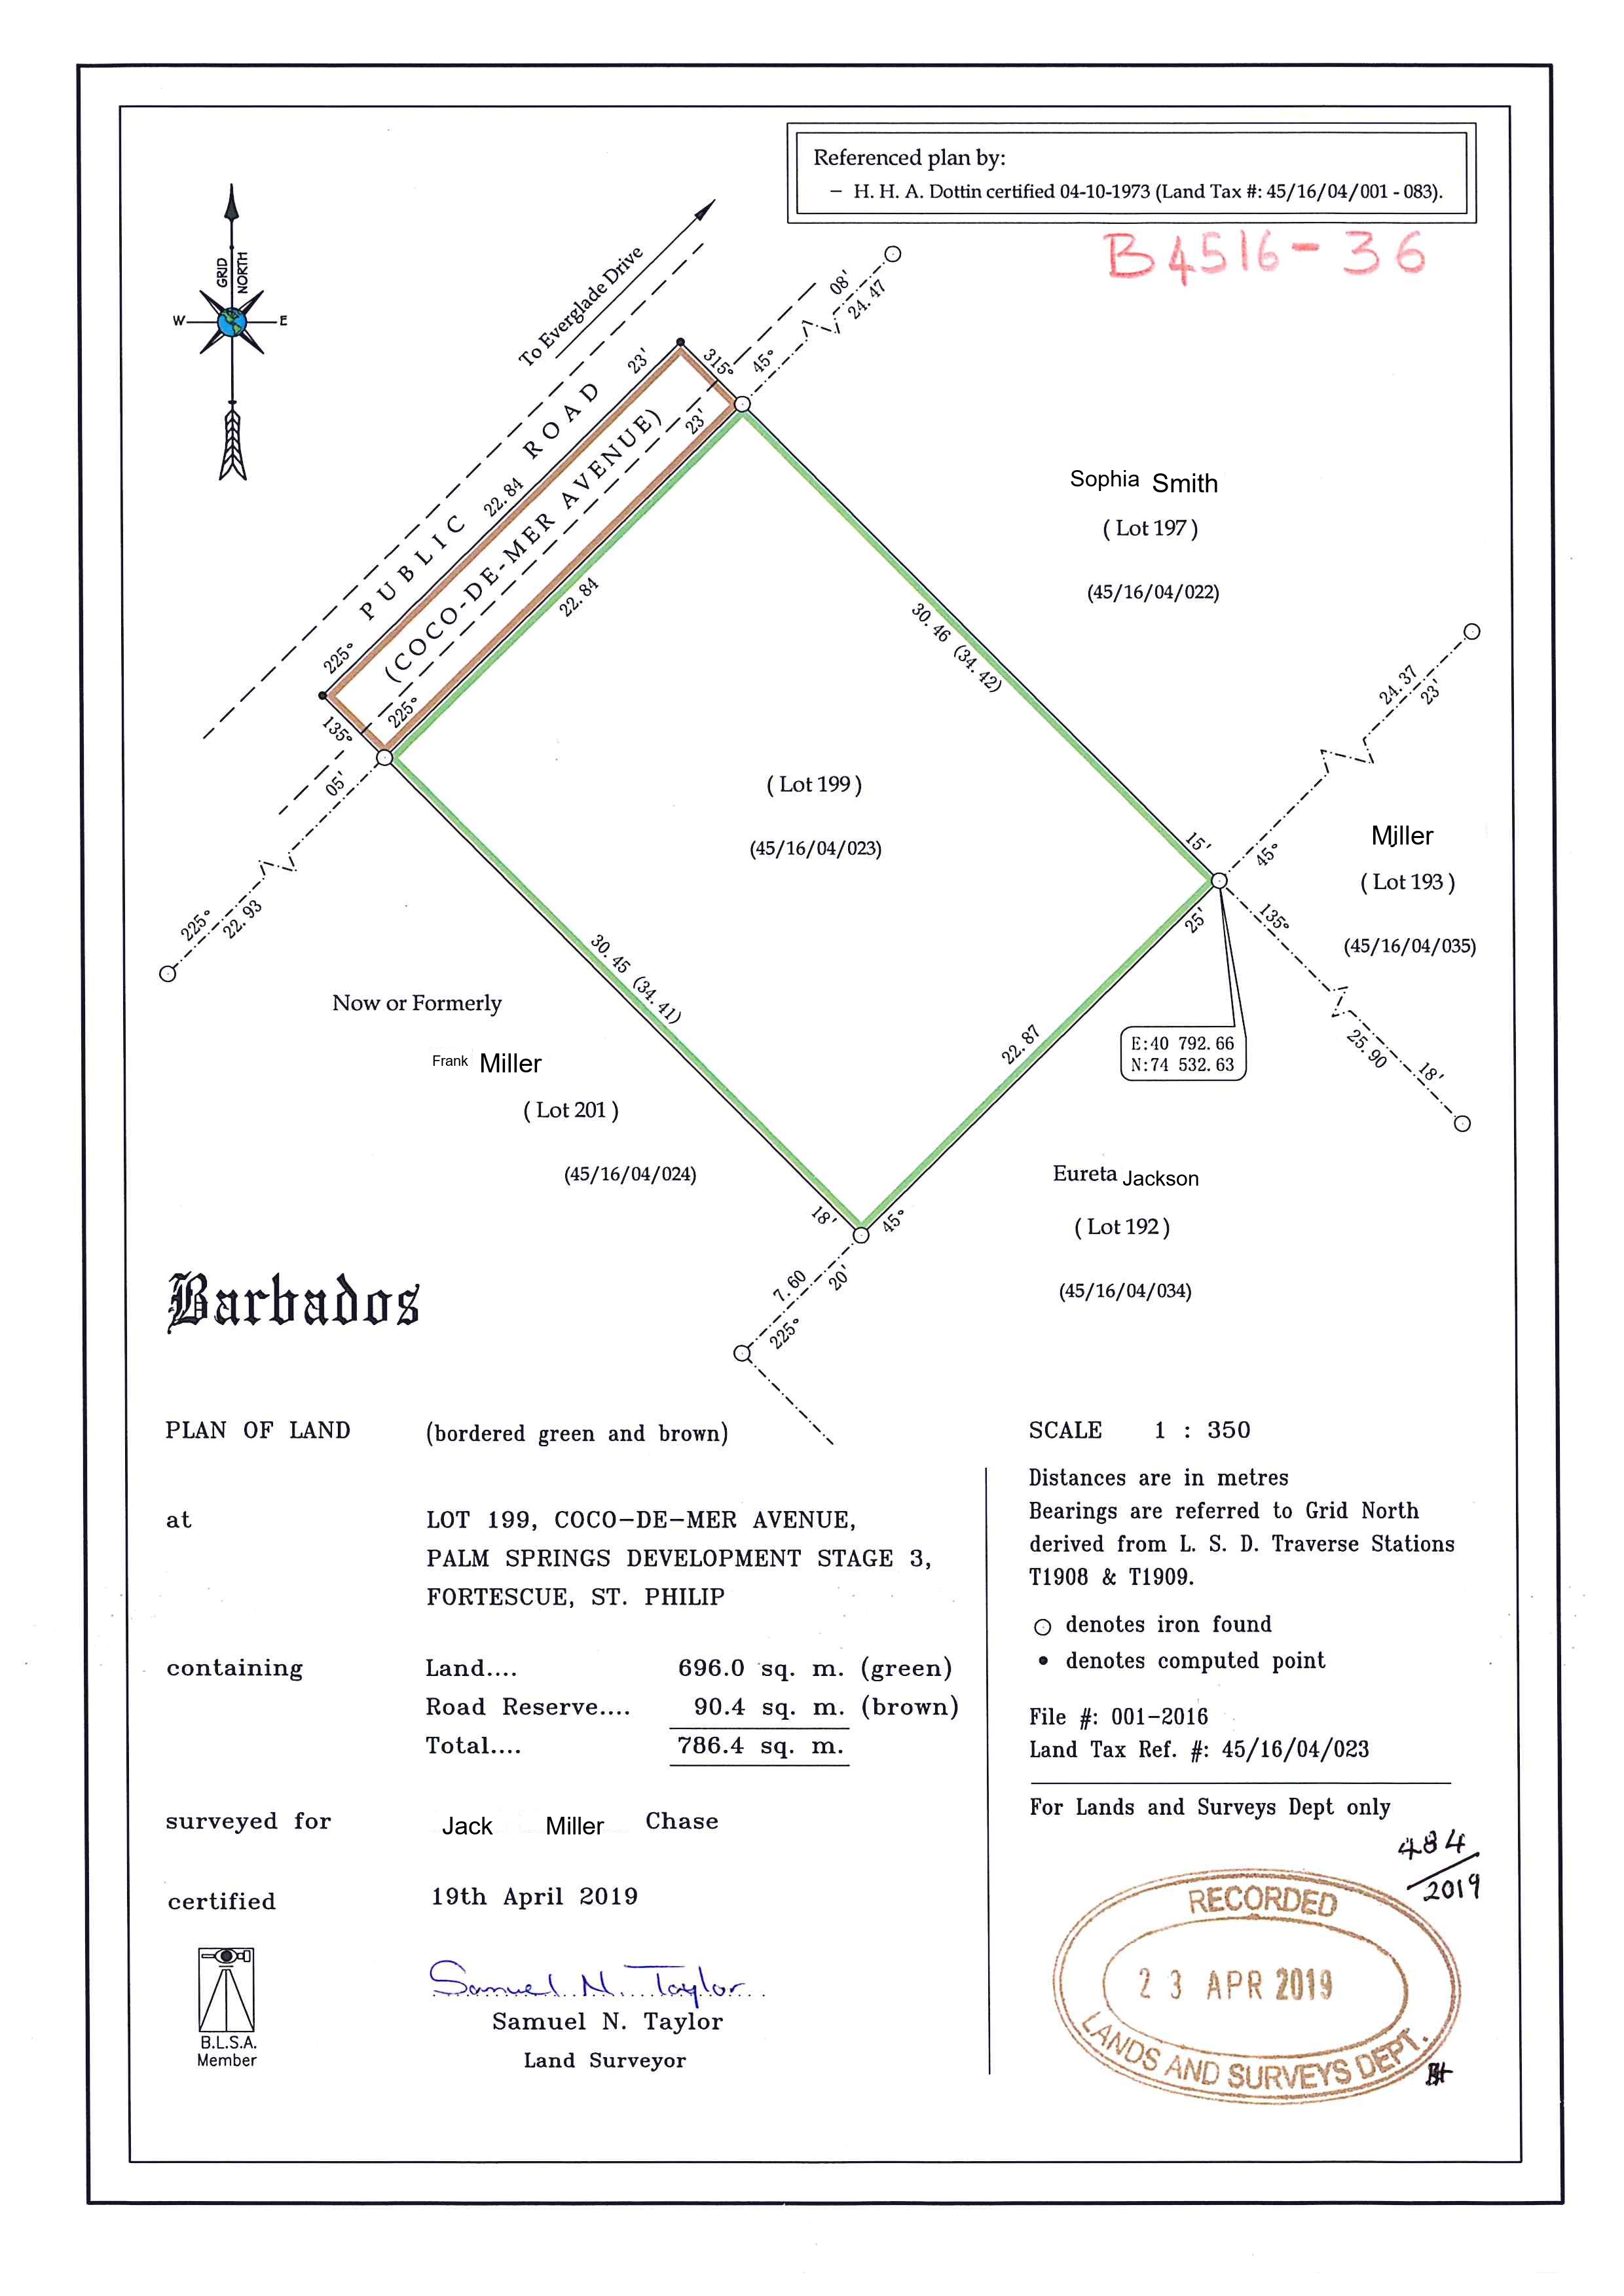 Referenced plan by:
– H. H. A. Dottin certified 04-10-1973 (Land Tax #: 45/16/04/001 - 083).
B4516-36
GRID NORTH
W E
To Everglade Drive
PUBLIC ROAD
(COCO-DE-MER AVENUE)
225° 22.84 23'
315°
08'
45° 24.47
23'
225° 22.84
135°
05'
225° 22.93
Sophia Smith
( Lot 197 )
(45/16/04/022)
30.46 (34.42)
15'
24.37
45° 23'
( Lot 199 )
(45/16/04/023)
Miller
( Lot 193 )
(45/16/04/035)
135° 25.90 18'
25'
22.87
45°
E:40 792.66
N:74 532.63
30.45 (34.41)
18'
Now or Formerly
Frank Miller
( Lot 201 )
(45/16/04/024)
Eureta Jackson
( Lot 192 )
(45/16/04/034)
7.60 20'
225°
Barbados
PLAN OF LAND (bordered green and brown)
at LOT 199, COCO-DE-MER AVENUE,
PALM SPRINGS DEVELOPMENT STAGE 3,
FORTESCUE, ST. PHILIP
containing Land.... 696.0 sq. m. (green)
Road Reserve.... 90.4 sq. m. (brown)
Total.... 786.4 sq. m.
surveyed for Jack Miller Chase
certified 19th April 2019
B.L.S.A.
Member
Samuel N. Taylor
Samuel N. Taylor
Land Surveyor
SCALE 1 : 350
Distances are in metres
Bearings are referred to Grid North
derived from L. S. D. Traverse Stations
T1908 & T1909.
denotes iron found
denotes computed point
File #: 001-2016
Land Tax Ref. #: 45/16/04/023
For Lands and Surveys Dept only
484/2019
RECORDED
23 APR 2019
LANDS AND SURVEYS DEPT.